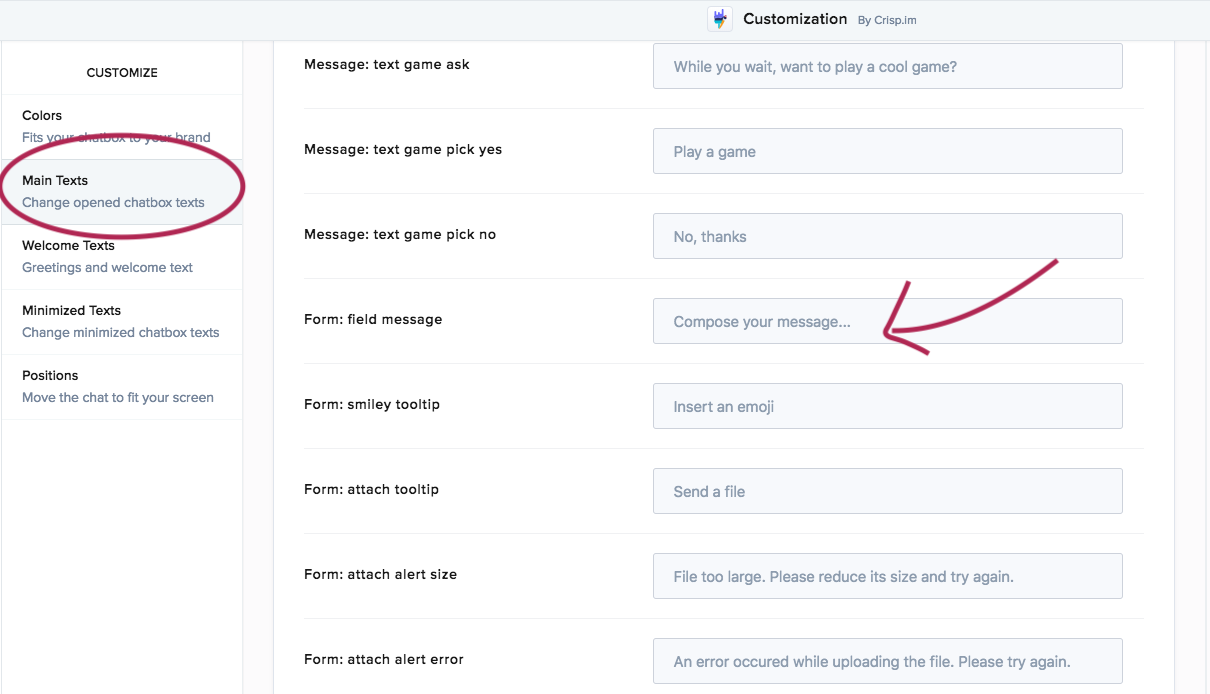 Customization By Crisp.im
CUSTOMIZE
Colors
Fits your chatbox to your brand
Main Texts
Change opened chatbox texts
Welcome Texts
Greetings and welcome text
Minimized Texts
Change minimized chatbox texts
Positions
Move the chat to fit your screen
Message: text game ask
While you wait, want to play a cool game?
Message: text game pick yes
Play a game
Message: text game pick no
No, thanks
Form: field message
Compose your message...
Form: smiley tooltip
Insert an emoji
Form: attach tooltip
Send a file
Form: attach alert size
File too large. Please reduce its size and try again.
Form: attach alert error
An error occured while uploading the file. Please try again.